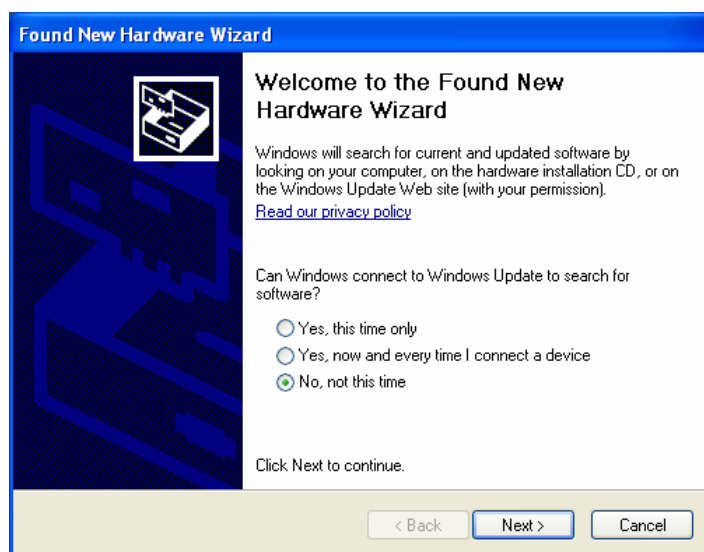 Found New Hardware Wizard
Welcome to the Found New
Hardware Wizard
Windows will search for current and updated software by
looking on your computer, on the hardware installation CD, or on
the Windows Update Web site (with your permission).
Read our privacy policy
Can Windows connect to Windows Update to search for
software?
Yes, this time only
Yes, now and every time I connect a device
No, not this time
Click Next to continue.
< Back Next > Cancel